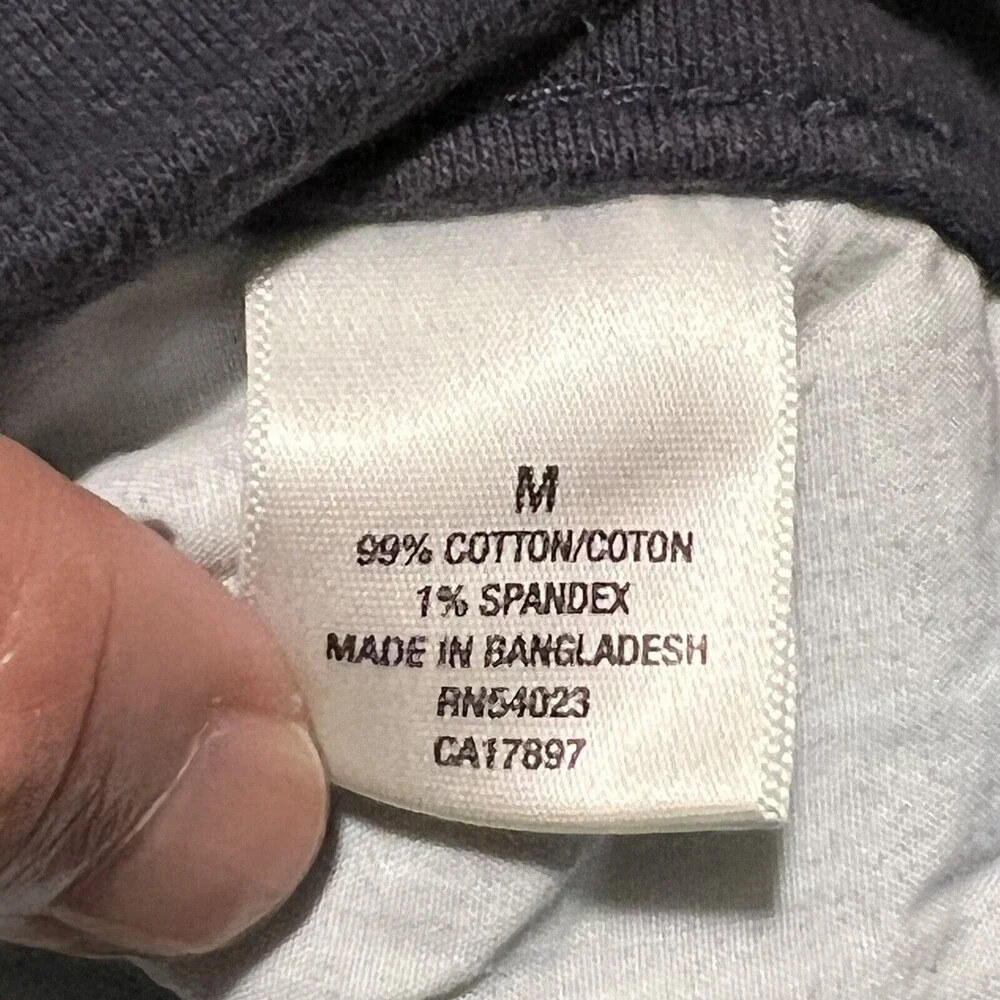 M
99% COTTON/COTON
1% SPANDEX
MADE IN BANGLADESH
RN54023
CA17897